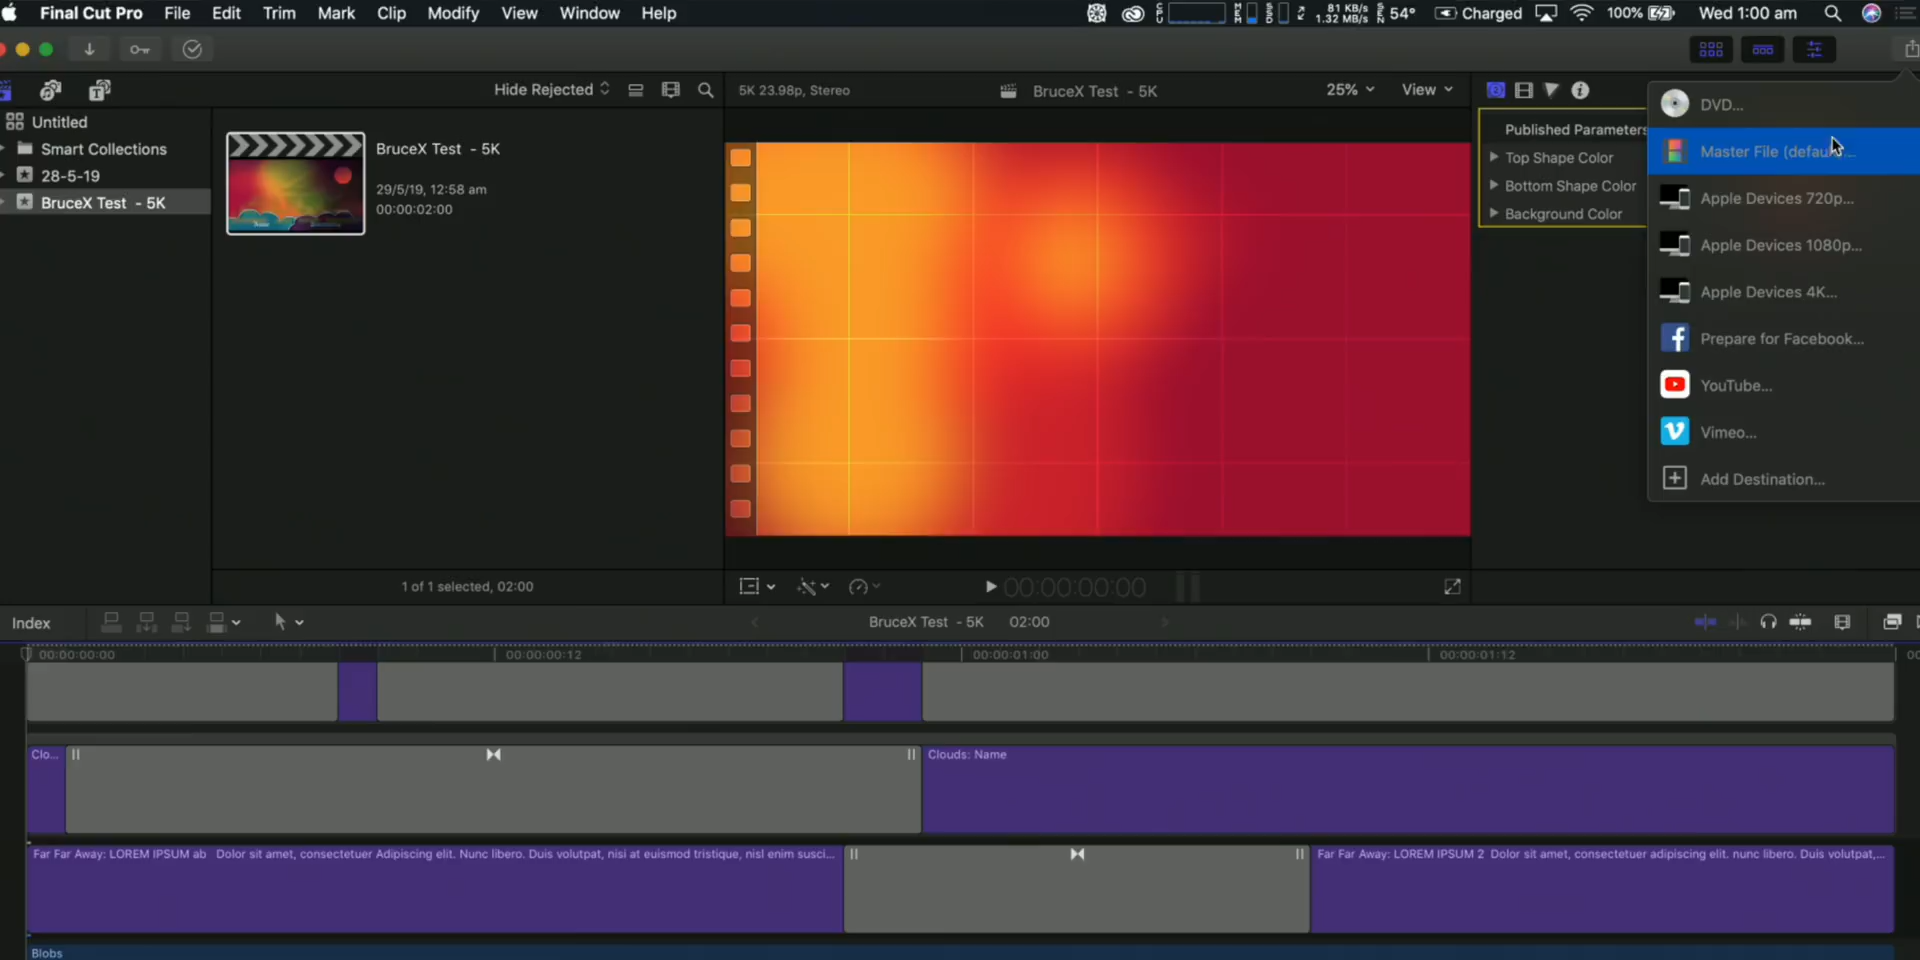 Final Cut Pro File Edit Trim Mark Clip Modify View Window Help
81 KB/s
1.32 MB/s
54° Charged 100% Wed 1:00 am
Hide Rejected
5K 23.98p, Stereo
BruceX Test - 5K
25%
View
Untitled
Smart Collections
28-5-19
BruceX Test - 5K
BruceX Test - 5K
29/5/19, 12:58 am
00:00:02:00
1 of 1 selected, 02:00
00:00:00:00
Published Parameters
Top Shape Color
Bottom Shape Color
Background Color
DVD...
Master File (defau...
Apple Devices 720p...
Apple Devices 1080p...
Apple Devices 4K...
Prepare for Facebook...
YouTube...
Vimeo...
Add Destination...
Index
BruceX Test - 5K 02:00
00:00:00:00
00:00:00:12
00:00:01:00
00:00:01:12
Clo...
Clouds: Name
Far Far Away: LOREM IPSUM ab Dolor sit amet, consectetuer Adipiscing elit. Nunc libero. Duis volutpat, nisi at euismod tristique, nisl enim susci...
Far Far Away: LOREM IPSUM 2 Dolor sit amet, consectetuer adipiscing elit. nunc libero. Duis volutpat,...
Blobs